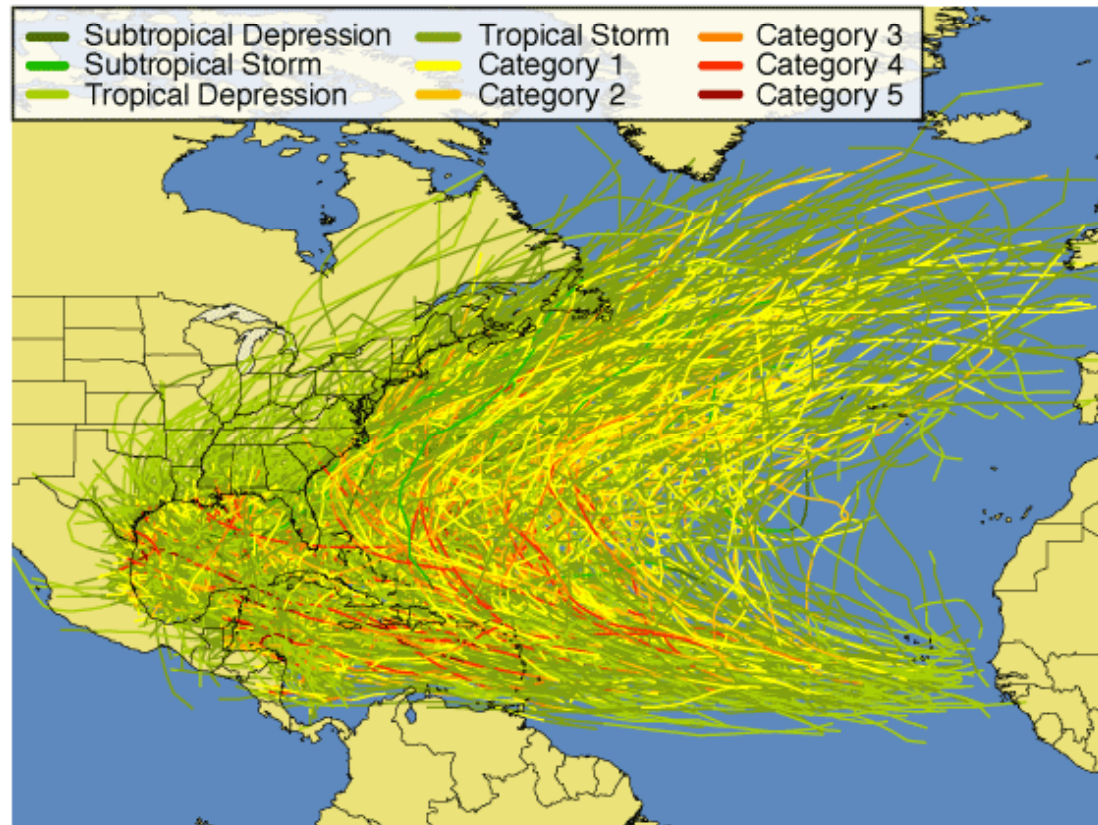 Subtropical Depression Tropical Storm Category 3
Subtropical Storm Category 1 Category 4
Tropical Depression Category 2 Category 5